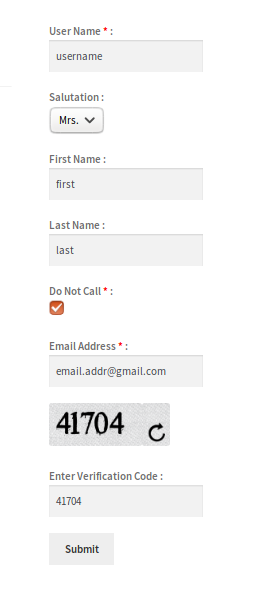 User Name * :
username
Salutation :
Mrs.
First Name :
first
Last Name :
last
Do Not Call * :
Email Address * :
email.addr@gmail.com
41704
Enter Verification Code :
41704
Submit